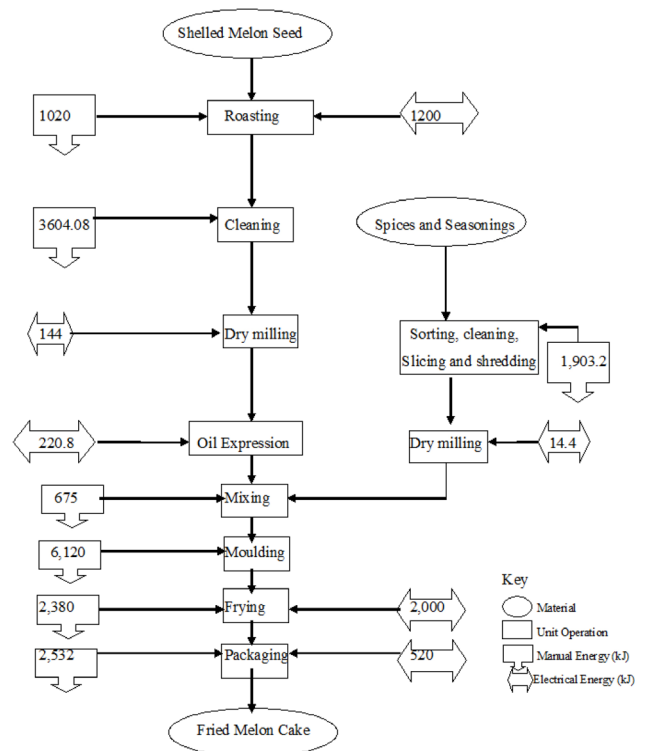 Shelled Melon Seed
1020
Roasting
1200
3604.08
Cleaning
Spices and Seasonings
144
Dry milling
Sorting, cleaning,
Slicing and shredding
1,903.2
220.8
Oil Expression
Dry milling
14.4
675
Mixing
6,120
Moulding
2,380
Frying
2,000
2,532
Packaging
520
Fried Melon Cake
Key
Material
Unit Operation
Manual Energy (kJ)
Electrical Energy (kJ)